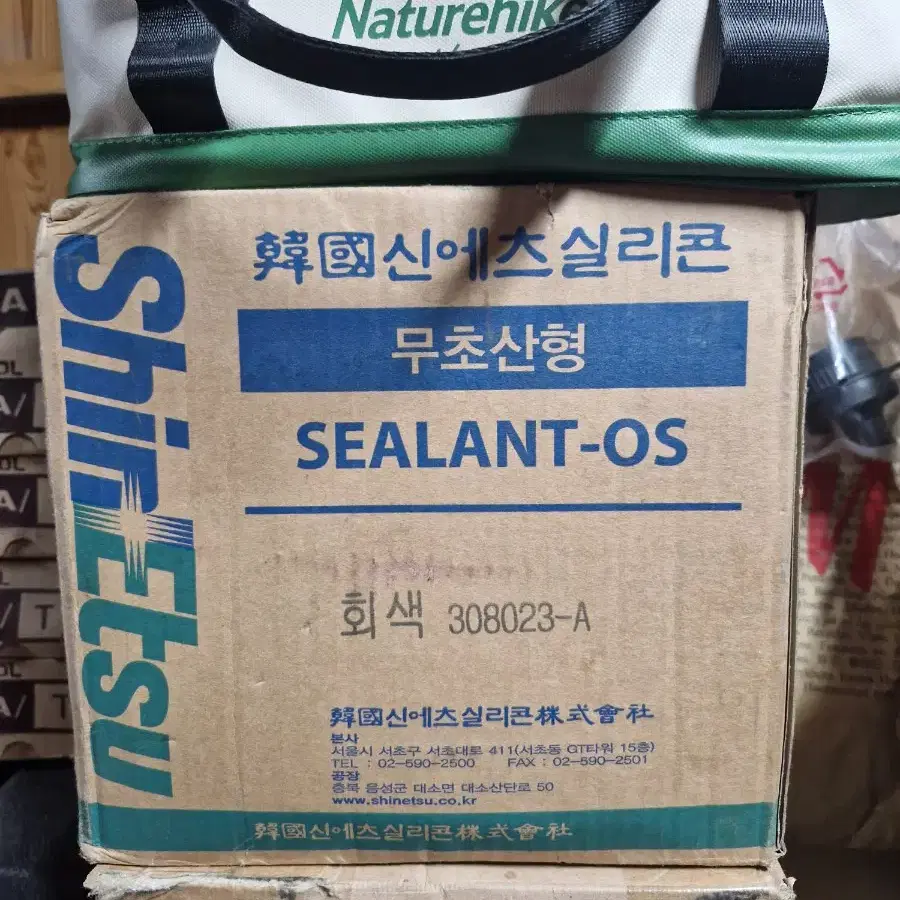 Naturehike
韓國신에츠실리콘
무초산형
SEALANT-OS
회색 308023-A
韓國신에츠실리콘株式會社
본사
서울시 서초구 서초대로 411(서초동 GT타워 15층)
TEL : 02-590-2500 FAX : 02-590-2501
공장
충북 음성군 대소면 대소산단로 50
www.shinetsu.co.kr
韓國신에츠실리콘株式會社
ShinEtsu